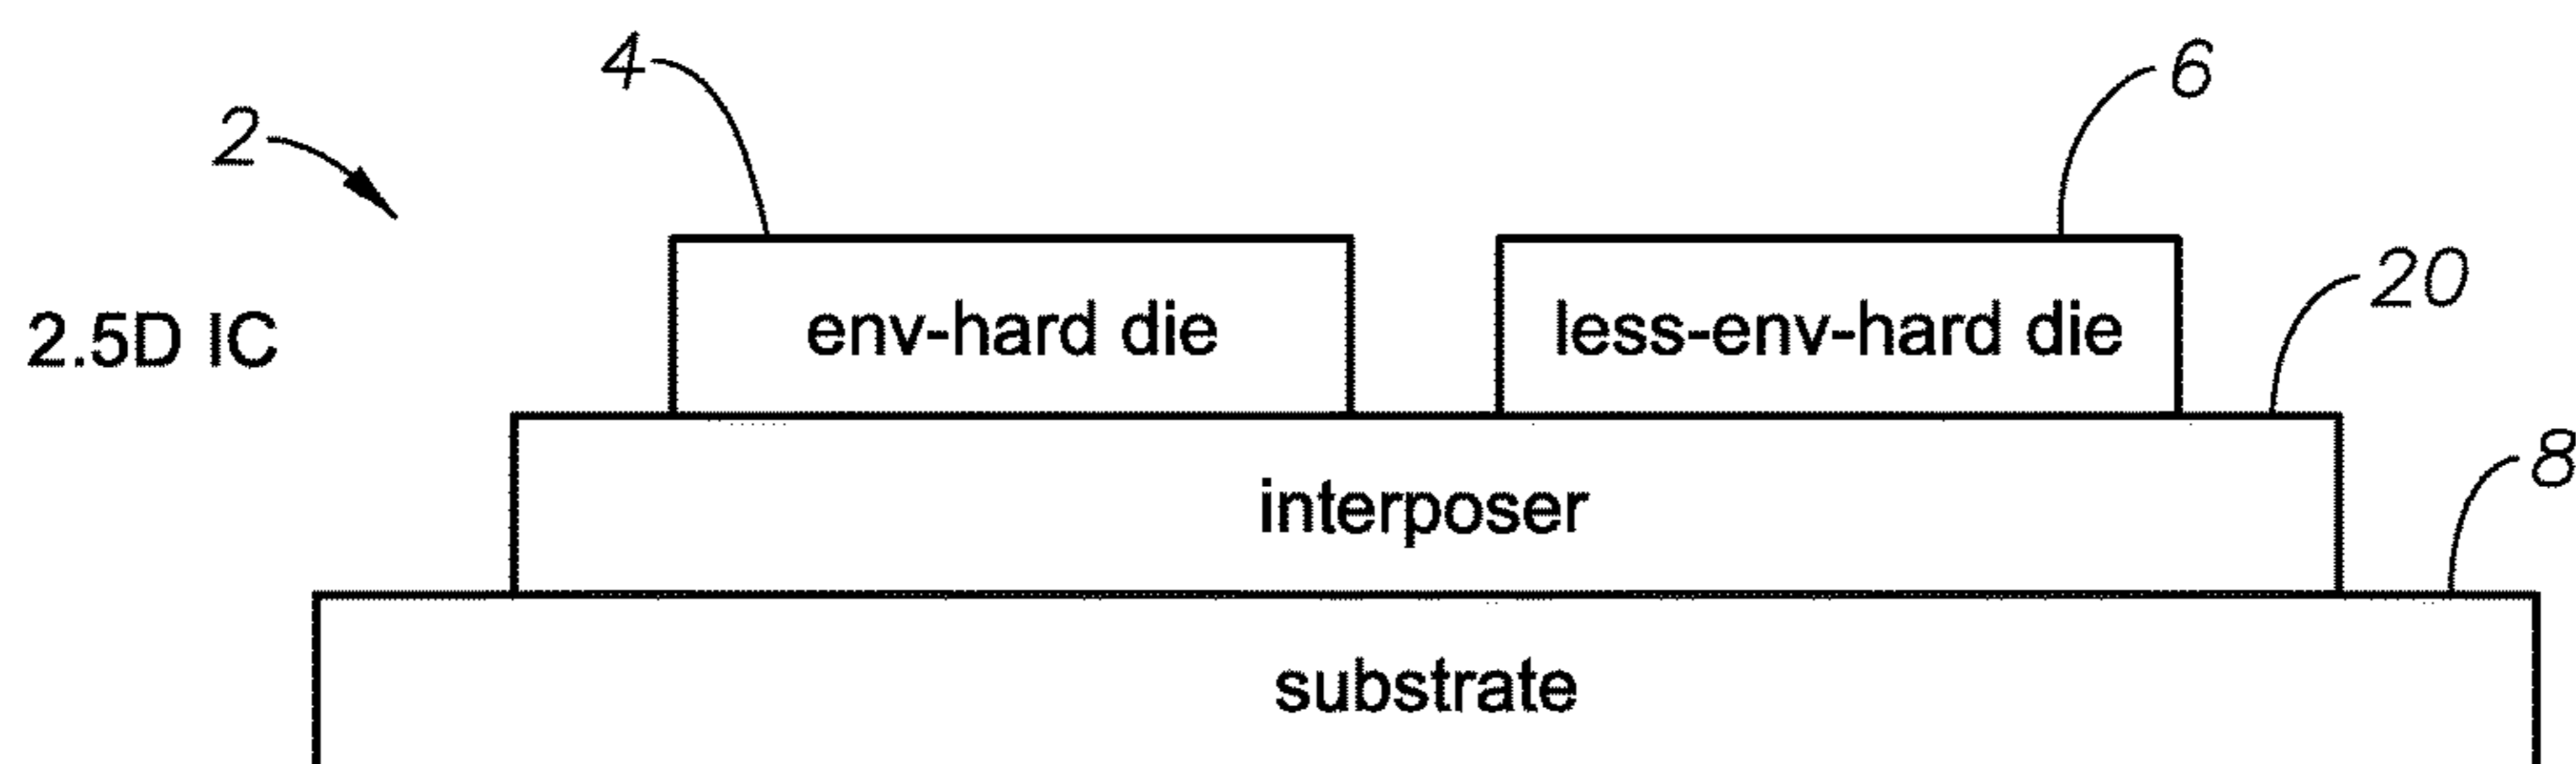 4
6
2
20
2.5D IC
env-hard die
less-env-hard die
8
interposer
substrate